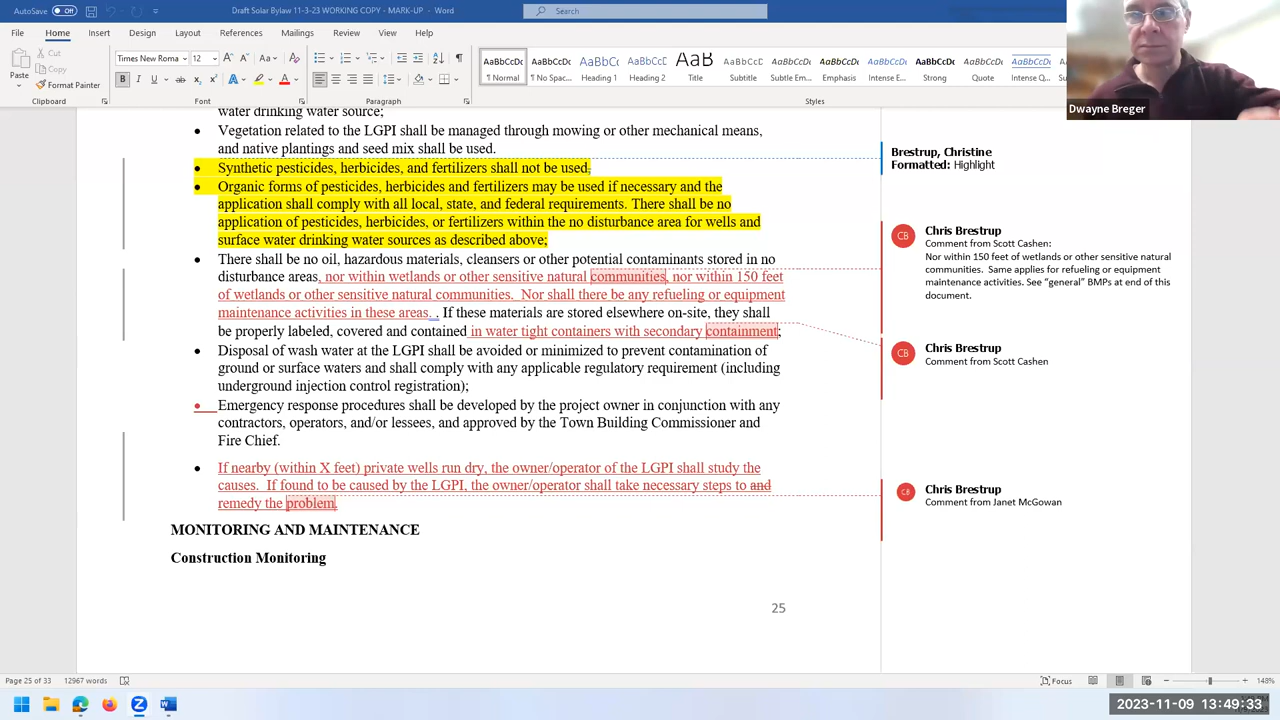 AutoSave Off
Draft Solar Bylaw 11-3-23 WORKING COPY - MARK-UP - Word
Search
File Home Insert Design Layout References Mailings Review View Help
Paste
Cut
Copy
Format Painter
Clipboard
Times New Roma 12
Font
Paragraph
AaBbCcDc AaBbCcDc AaBbCc AaBbCcD AaB AaBbCcD AaBbCcDc AaBbCcDc AaBbCcDc AaBbCcDc AaBbCcDc AaBbCcDc
¶ Normal ¶ No Spac... Heading 1 Heading 2 Title Subtitle Subtle Em... Emphasis Intense E... Strong Quote Intense Q...
Styles
Dwayne Breger
water drinking water source;
• Vegetation related to the LGPI shall be managed through mowing or other mechanical means,
and native plantings and seed mix shall be used.
• Synthetic pesticides, herbicides, and fertilizers shall not be used.
• Organic forms of pesticides, herbicides and fertilizers may be used if necessary and the
application shall comply with all local, state, and federal requirements. There shall be no
application of pesticides, herbicides, or fertilizers within the no disturbance area for wells and
surface water drinking water sources as described above;
• There shall be no oil, hazardous materials, cleansers or other potential contaminants stored in no
disturbance areas, nor within wetlands or other sensitive natural communities, nor within 150 feet
of wetlands or other sensitive natural communities. Nor shall there be any refueling or equipment
maintenance activities in these areas. . If these materials are stored elsewhere on-site, they shall
be properly labeled, covered and contained in water tight containers with secondary containment;
• Disposal of wash water at the LGPI shall be avoided or minimized to prevent contamination of
ground or surface waters and shall comply with any applicable regulatory requirement (including
underground injection control registration);
• Emergency response procedures shall be developed by the project owner in conjunction with any
contractors, operators, and/or lessees, and approved by the Town Building Commissioner and
Fire Chief.
• If nearby (within X feet) private wells run dry, the owner/operator of the LGPI shall study the
causes. If found to be caused by the LGPI, the owner/operator shall take necessary steps to and
remedy the problem.
MONITORING AND MAINTENANCE
Construction Monitoring
25
Brestrup, Christine
Formatted: Highlight
CB Chris Brestrup
Comment from Scott Cashen:
Nor within 150 feet of wetlands or other sensitive natural
communities. Same applies for refueling or equipment
maintenance activities. See "general" BMPs at end of this
document.
CB Chris Brestrup
Comment from Scott Cashen
CB Chris Brestrup
Comment from Janet McGowan
Page 25 of 33 12967 words
Focus
148%
2023-11-09 13:49:33